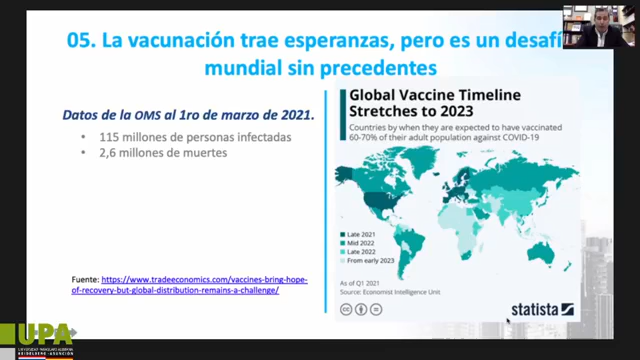 05. La vacunación trae esperanzas, pero es un desafí
mundial sin precedentes
Datos de la OMS al 1ro de marzo de 2021.
• 115 millones de personas infectadas
• 2,6 millones de muertes
Fuente: https://www.tradeeconomics.com/vaccines-bring-hope-
of-recovery-but-global-distribution-remains-a-challenge/
Global Vaccine Timeline
Stretches to 2023
Countries by when they are expected to have vaccinated
60-70% of their adult population against COVID-19
Late 2021
Mid 2022
Late 2022
From early 2023
As of Q1 2021
Source: Economist Intelligence Unit
statista
UPA